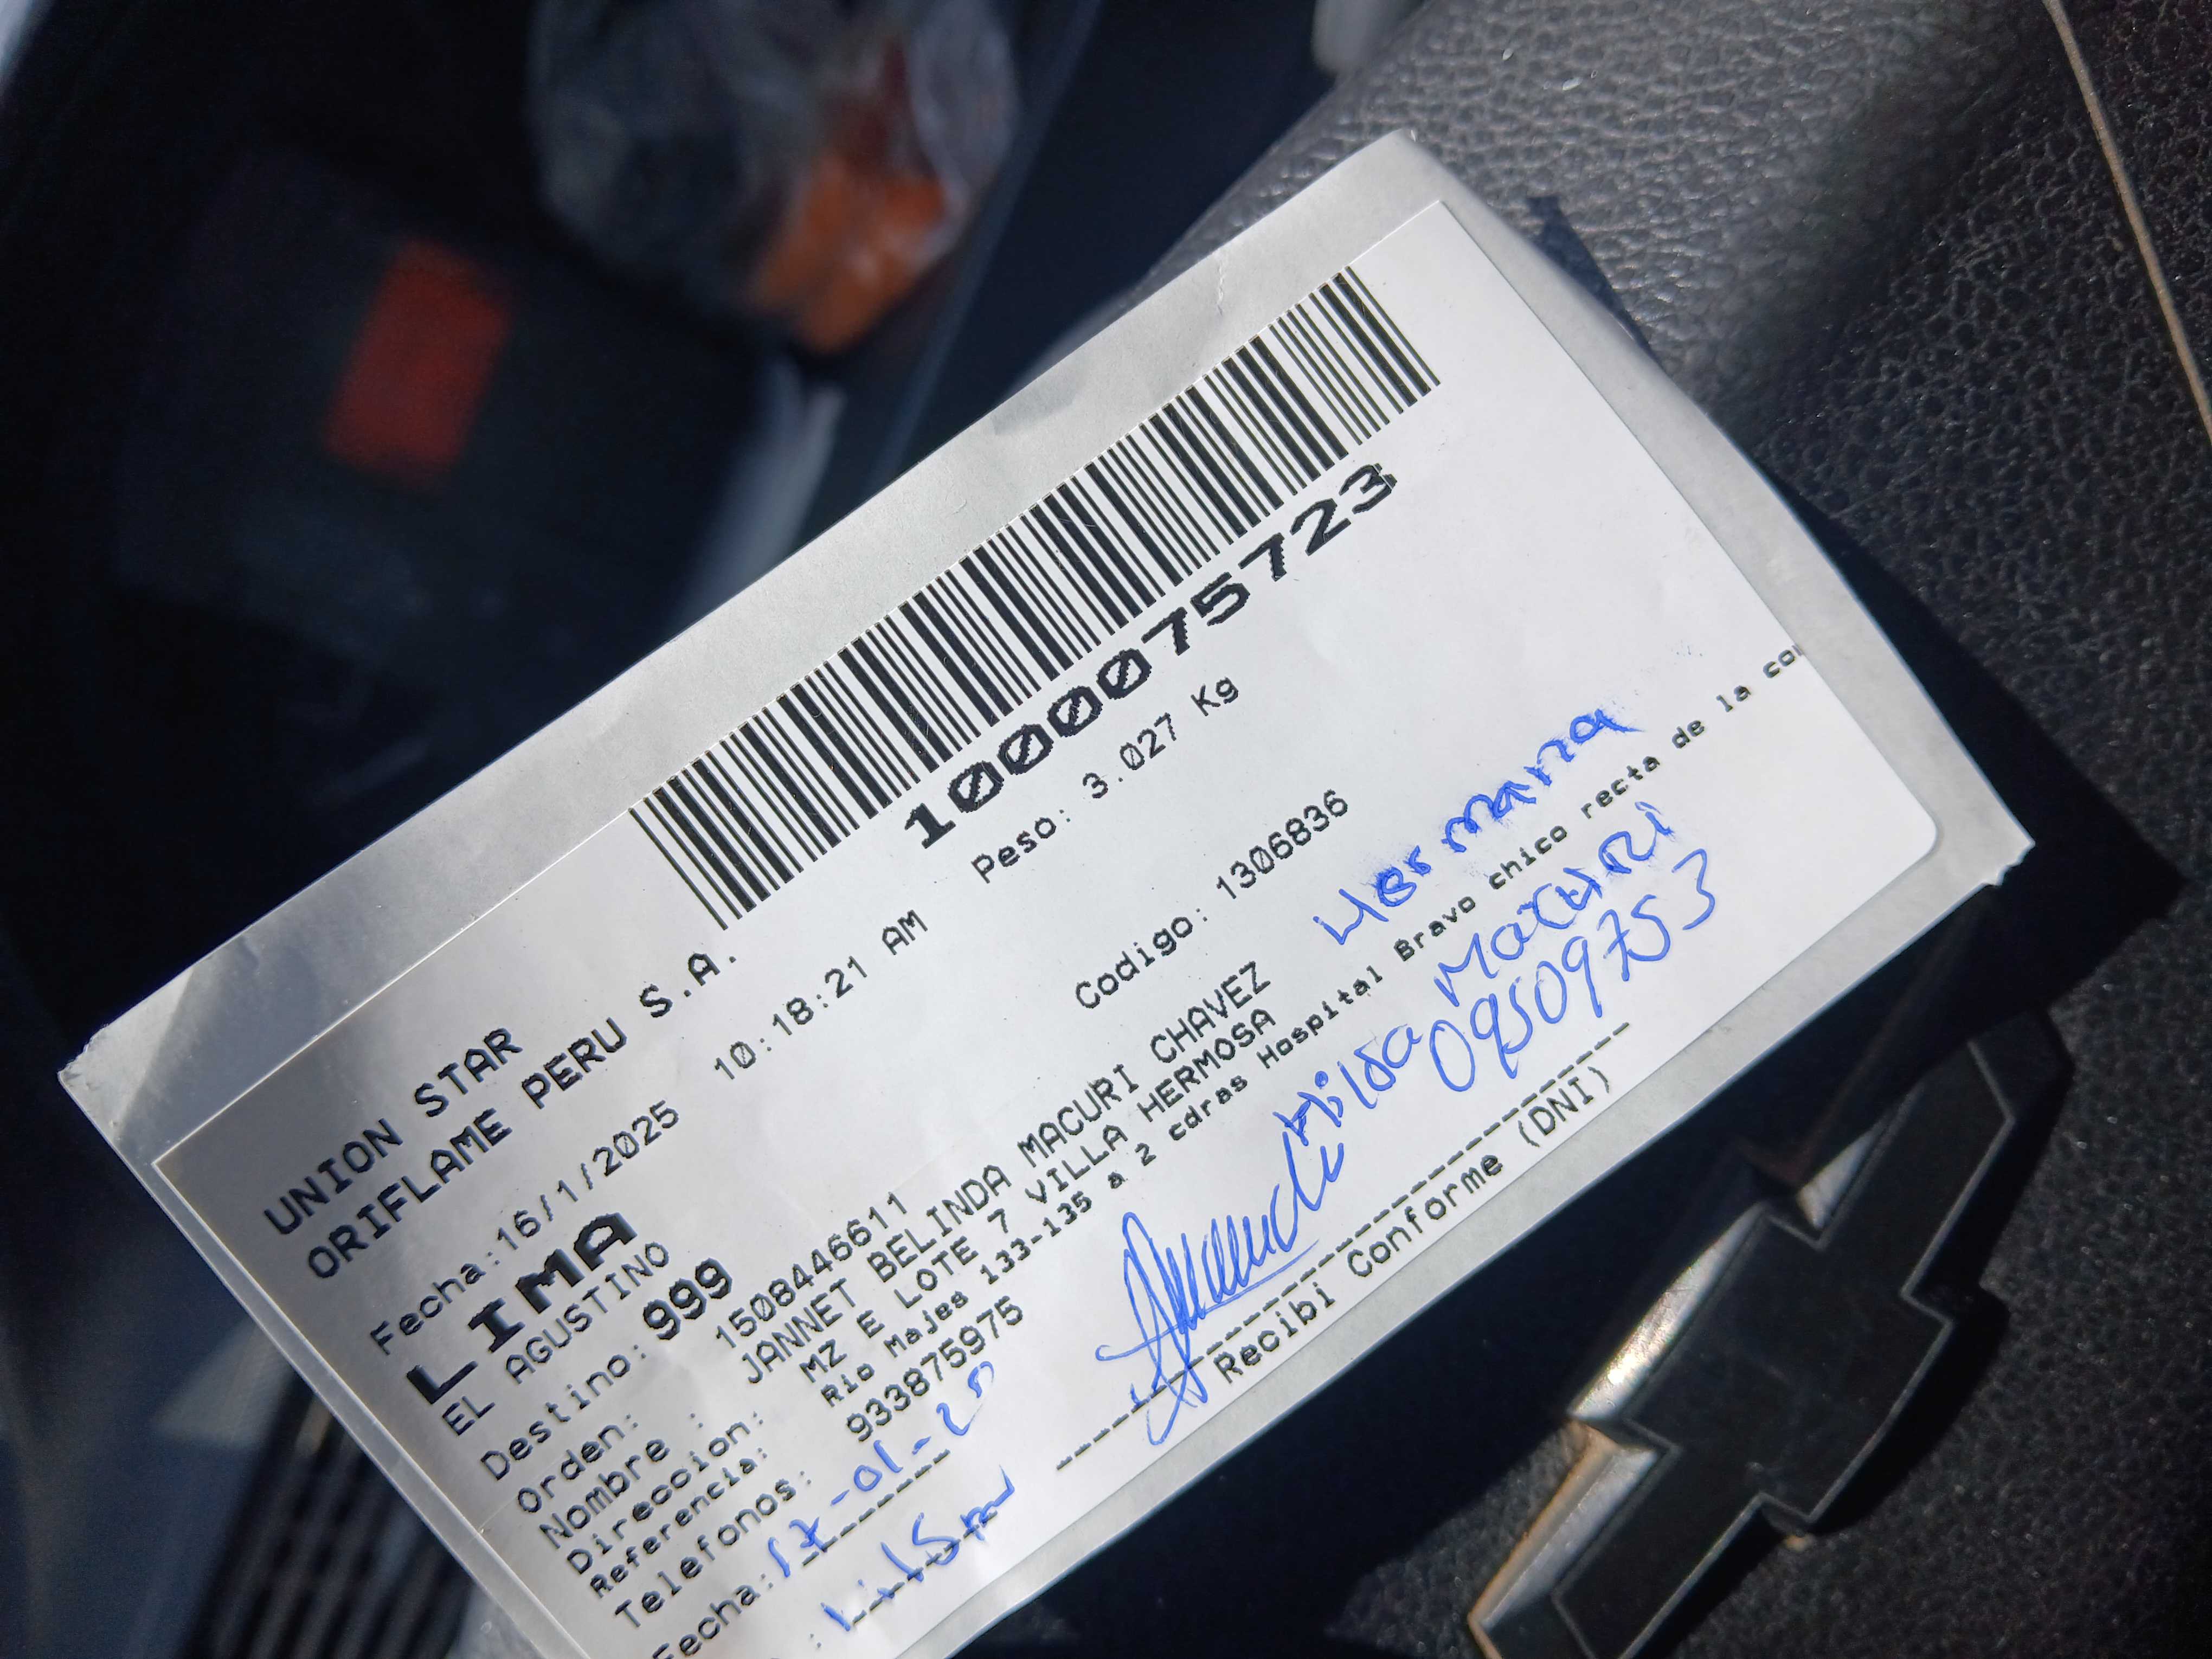 1000075723
UNION STAR
ORIFLAME PERU S.A.
Peso: 3.027 Kg
Fecha:16/1/2025 10:18:21 AM
LIMA
EL AGUSTINO
Destino:999
Codigo: 1306836
Orden: 1508446611
Nombre : JANNET BELINDA MACURI CHAVEZ
Hermana
Direccion: MZ E LOTE 7 VILLA HERMOSA
Referencia: Rio Majes 133-135 a 2 cdras Hospital Bravo chico recta de la
Telefonos: 933875975
Hilda Macuri
09509753
Fecha: 17-01-25
Recibi Conforme (DNI)